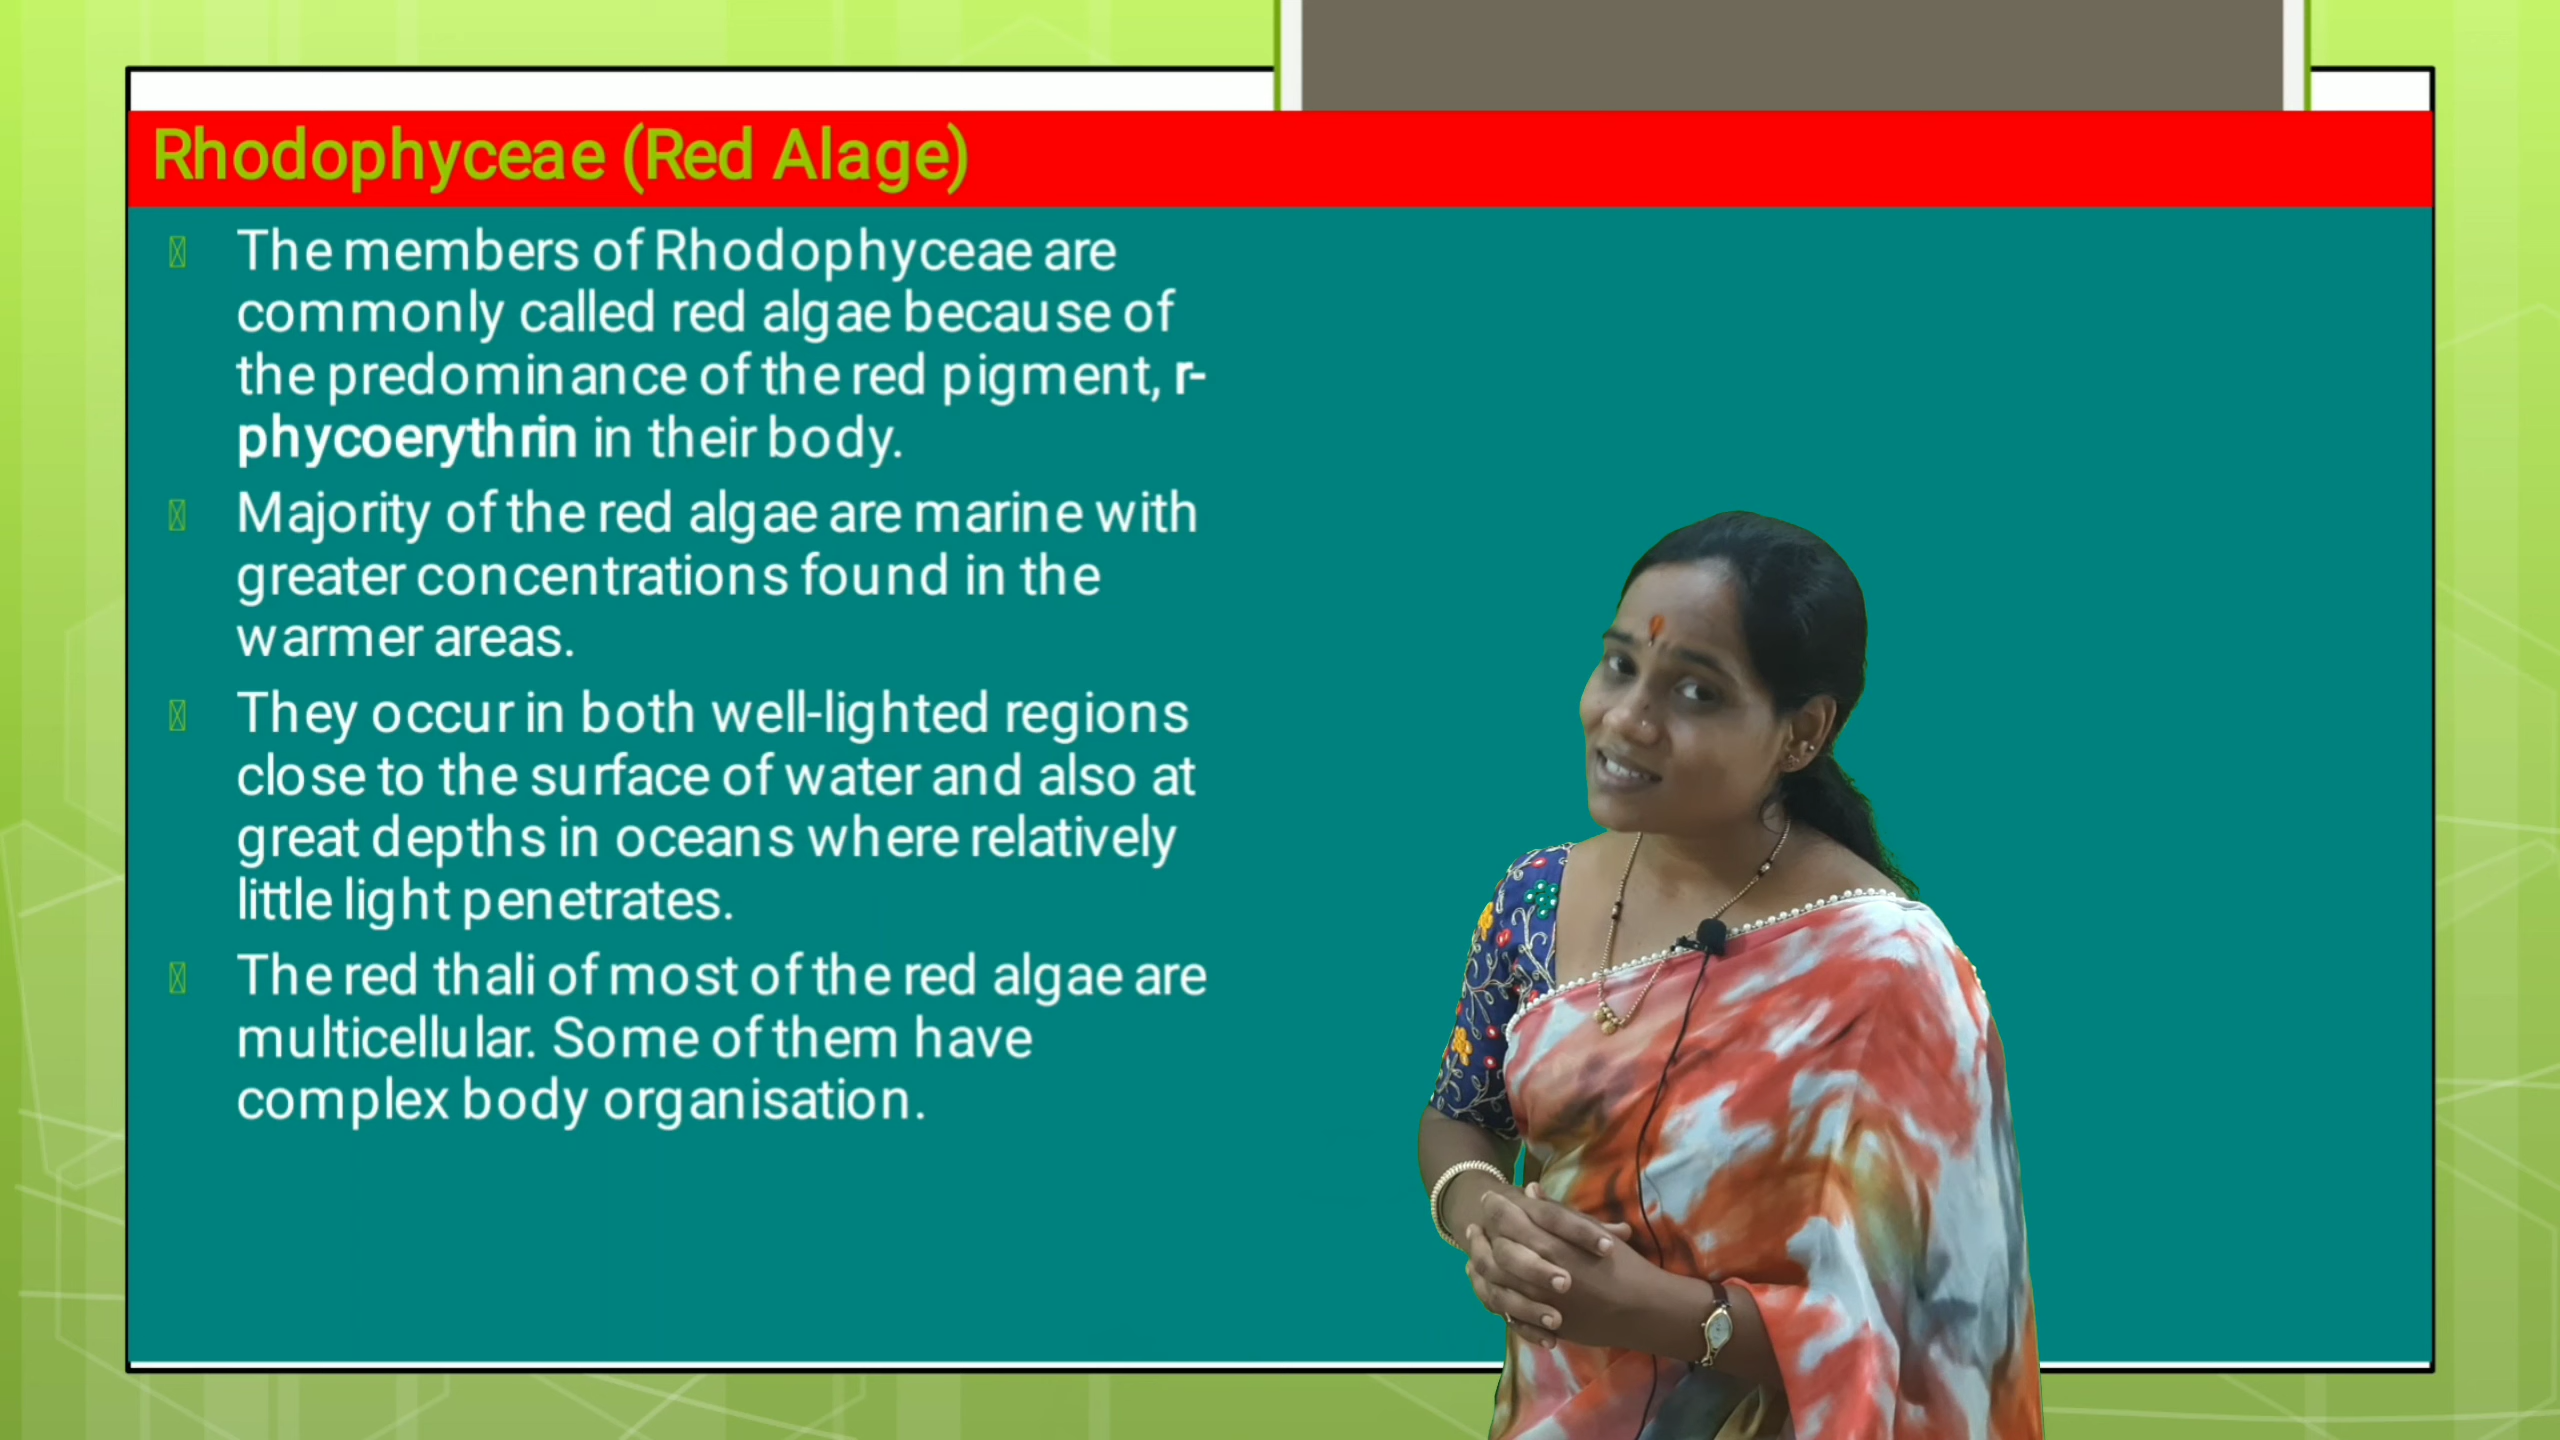 Rhodophyceae (Red Alage)
The members of Rhodophyceae are
commonly called red algae because of
the predominance of the red pigment, r-
phycoerythrin in their body.
Majority of the red algae are marine with
greater concentrations found in the
warmer areas.
They occur in both well-lighted regions
close to the surface of water and also at
great depths in oceans where relatively
little light penetrates.
The red thali of most of the red algae are
multicellular. Some of them have
complex body organisation.